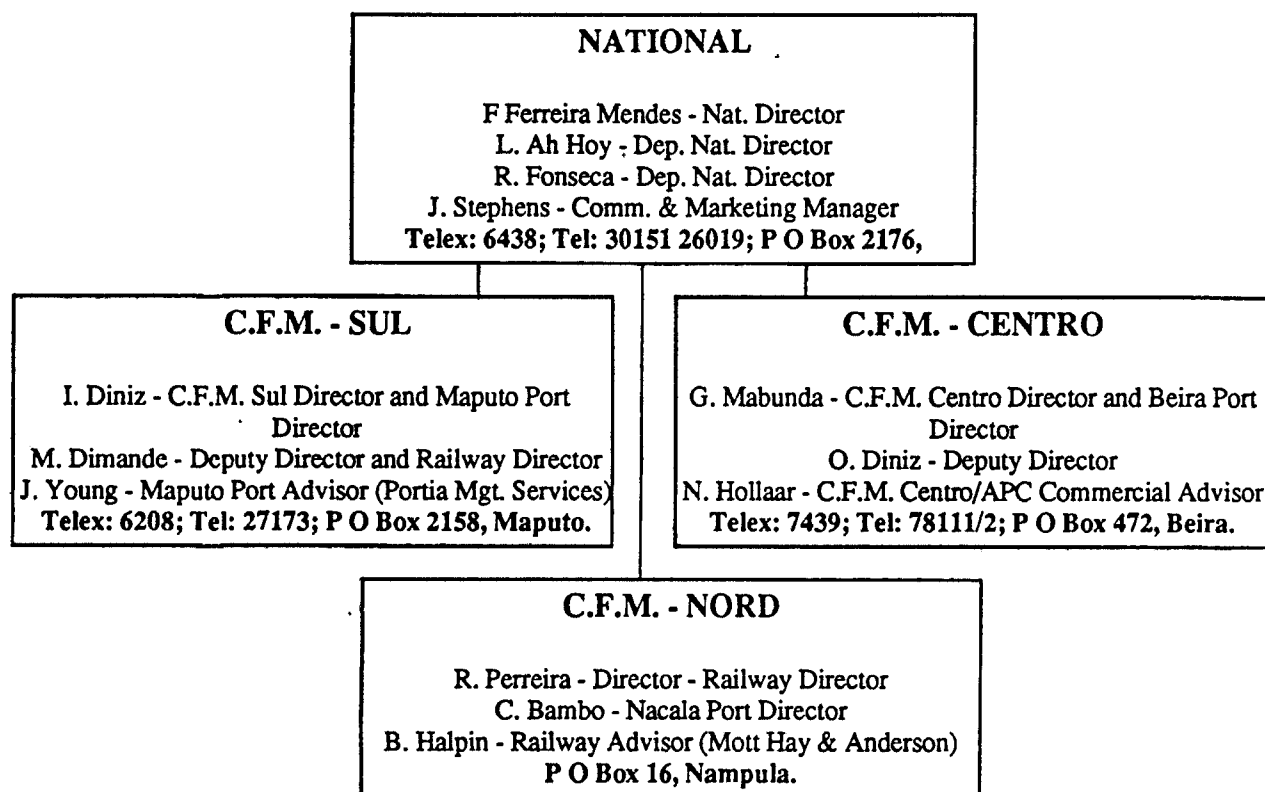 NATIONAL
F Ferreira Mendes - Nat. Director
L. Ah Hoy - Dep. Nat. Director
R. Fonseca - Dep. Nat. Director
J. Stephens - Comm. & Marketing Manager
Telex: 6438; Tel: 30151 26019; P O Box 2176,
C.F.M. - SUL
I. Diniz - C.F.M. Sul Director and Maputo Port
Director
M. Dimande - Deputy Director and Railway Director
J. Young - Maputo Port Advisor (Portia Mgt. Services)
Telex: 6208; Tel: 27173; P O Box 2158, Maputo.
C.F.M. - CENTRO
G. Mabunda - C.F.M. Centro Director and Beira Port
Director
O. Diniz - Deputy Director
N. Hollaar - C.F.M. Centro/APC Commercial Advisor
Telex: 7439; Tel: 78111/2; P O Box 472, Beira.
C.F.M. - NORD
R. Perreira - Director - Railway Director
C. Bambo - Nacala Port Director
B. Halpin - Railway Advisor (Mott Hay & Anderson)
P O Box 16, Nampula.